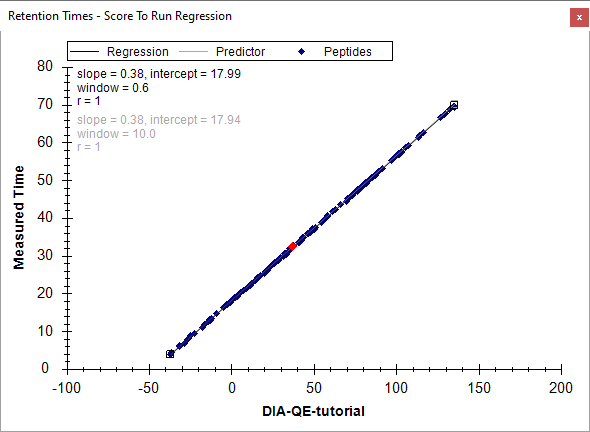 Retention Times - Score To Run Regression
x
Regression Predictor Peptides
slope = 0.38, intercept = 17.99
window = 0.6
r = 1
slope = 0.38, intercept = 17.94
window = 10.0
r = 1
80
70
60
50
40
30
20
10
0
Measured Time
-100 -50 0 50 100 150 200
DIA-QE-tutorial